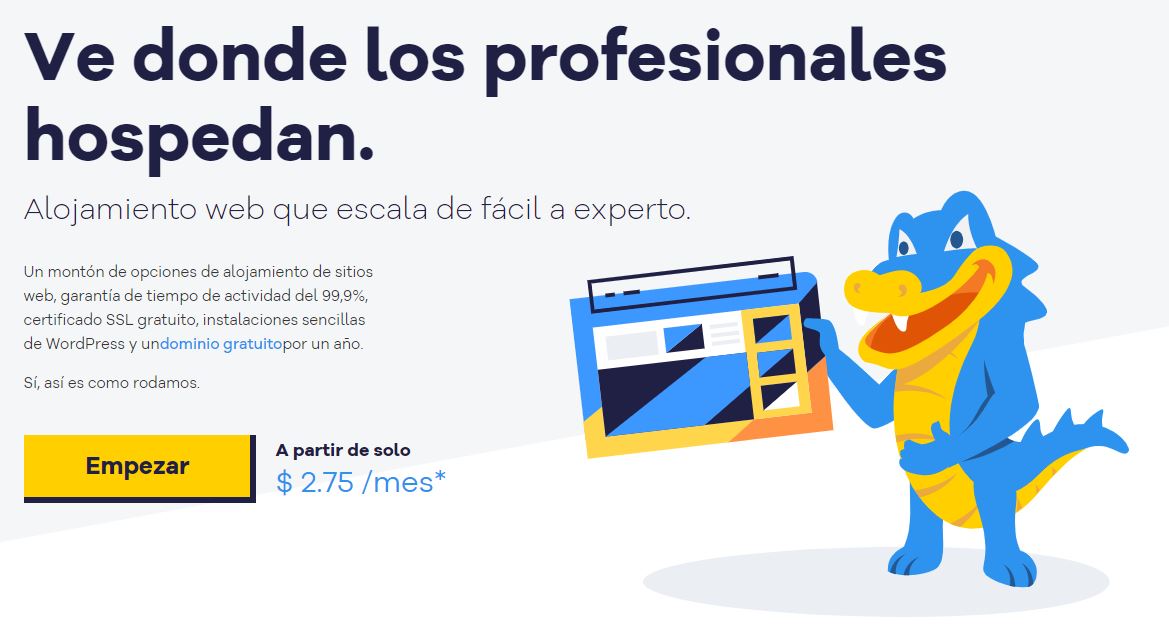 Ve donde los profesionales
hospedan.
Alojamiento web que escala de fácil a experto.
Un montón de opciones de alojamiento de sitios
web, garantía de tiempo de actividad del 99,9%,
certificado SSL gratuito, instalaciones sencillas
de WordPress y undominio gratuitopor un año.
Sí, así es como rodamos.
Empezar
A partir de solo
$ 2.75 /mes*